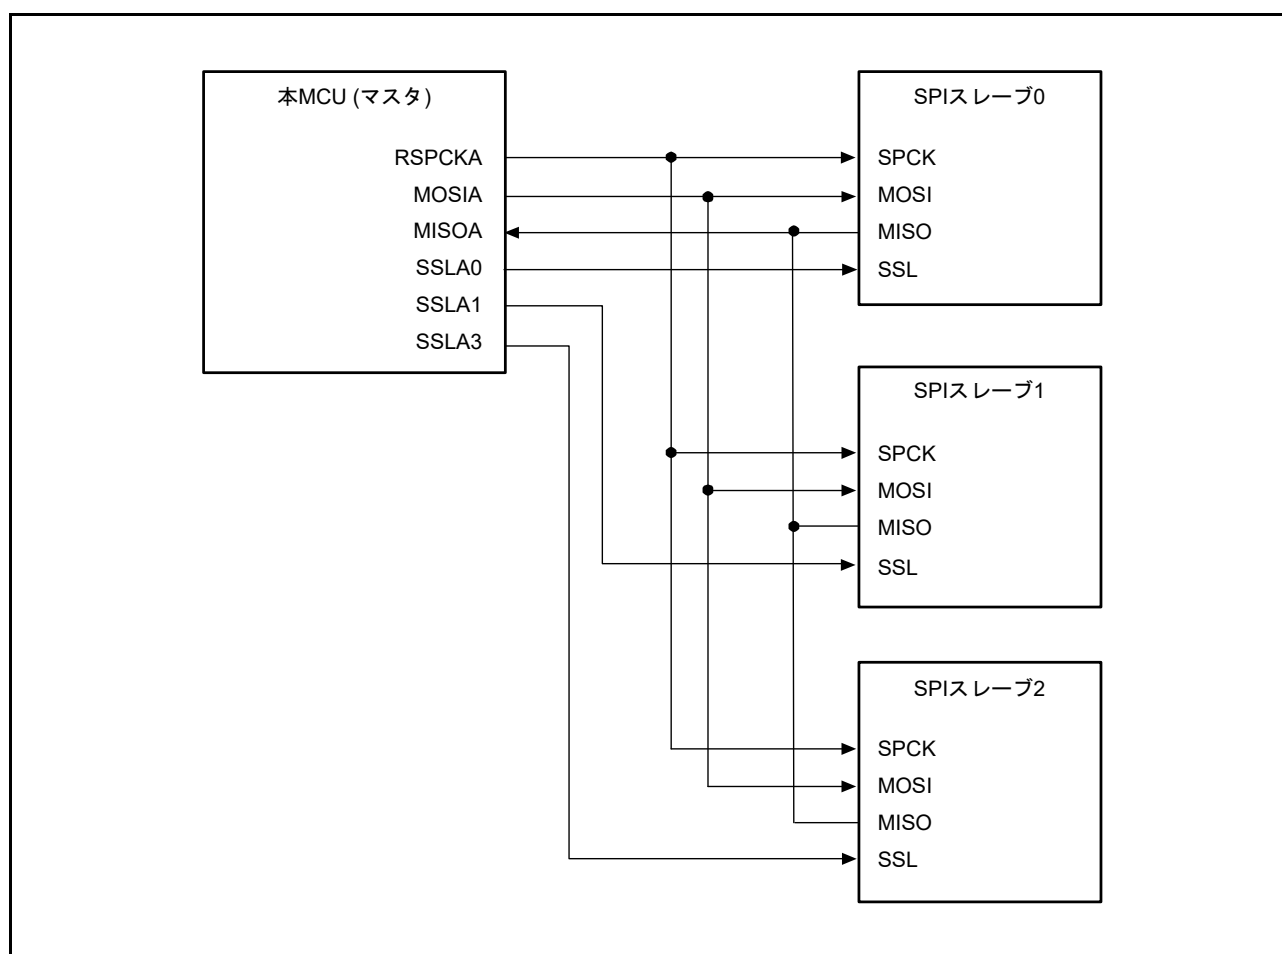 本MCU (マスタ)
RSPCKA
MOSIA
MISOA
SSLA0
SSLA1
SSLA3
SPIスレーブ0
SPCK
MOSI
MISO
SSL
SPIスレーブ1
SPCK
MOSI
MISO
SSL
SPIスレーブ2
SPCK
MOSI
MISO
SSL